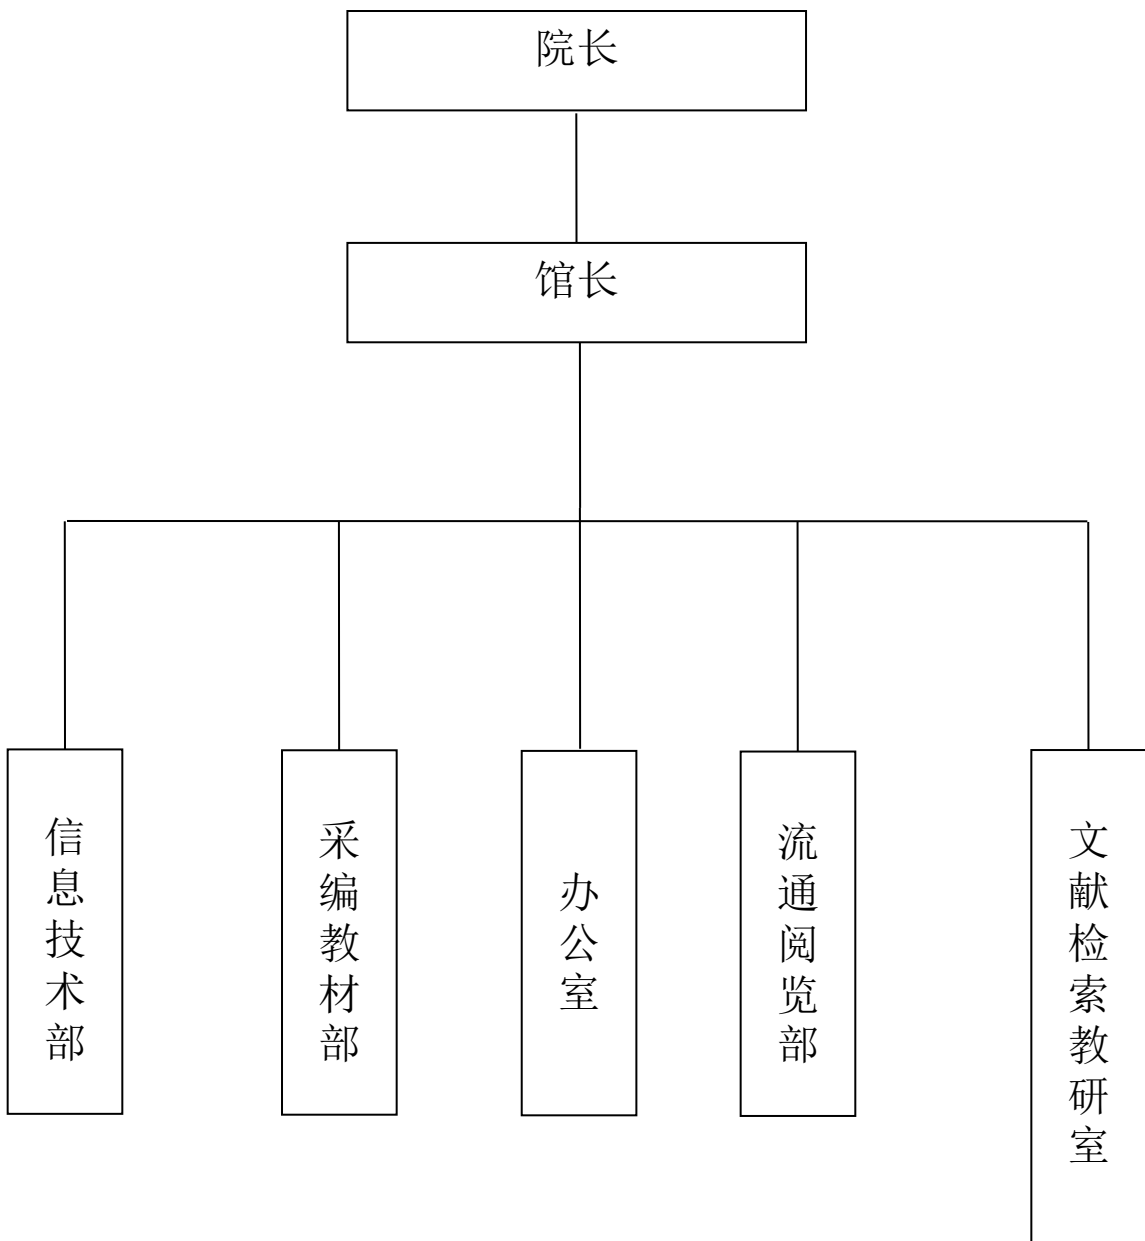 院长
馆长
信息技术部
采编教材部
办公室
流通阅览部
文献检索教研室